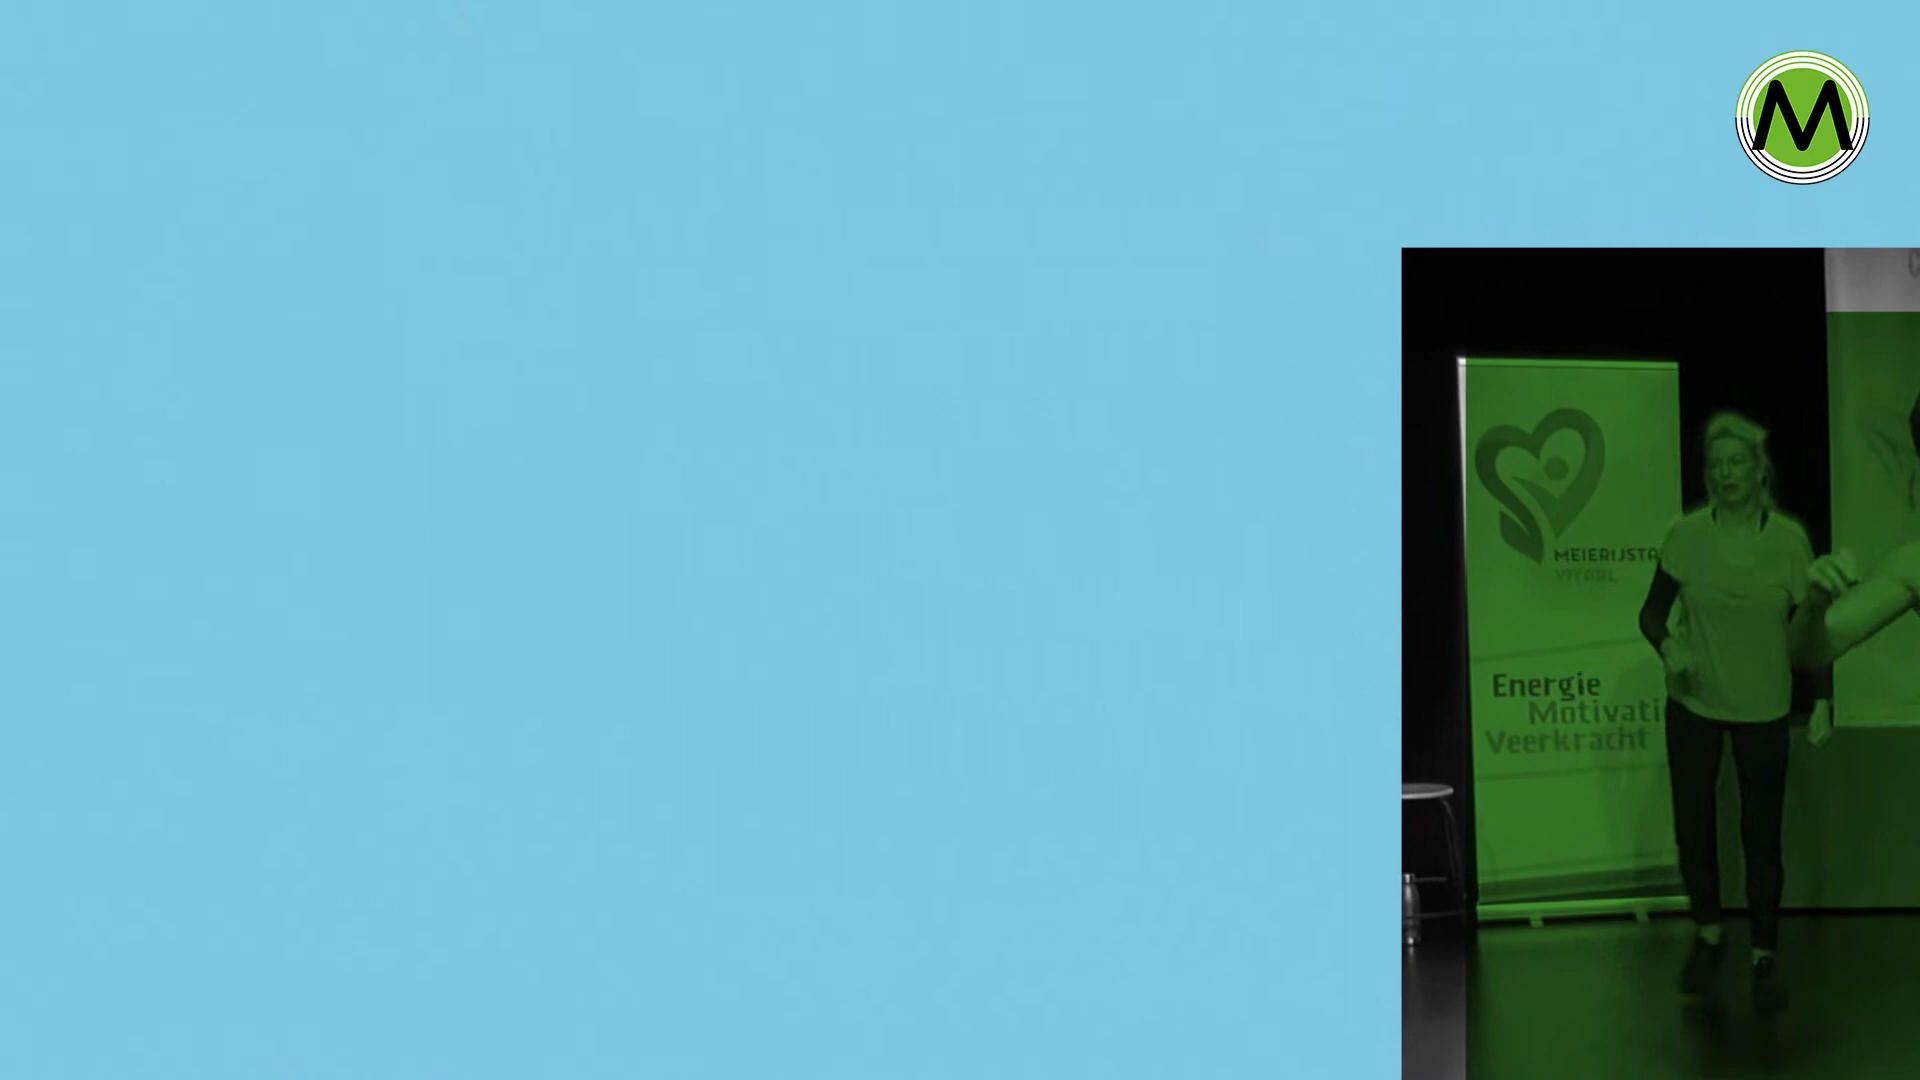 M
MEIERIJSTA
VITAAL
Energie
Motivati
Veerkracht